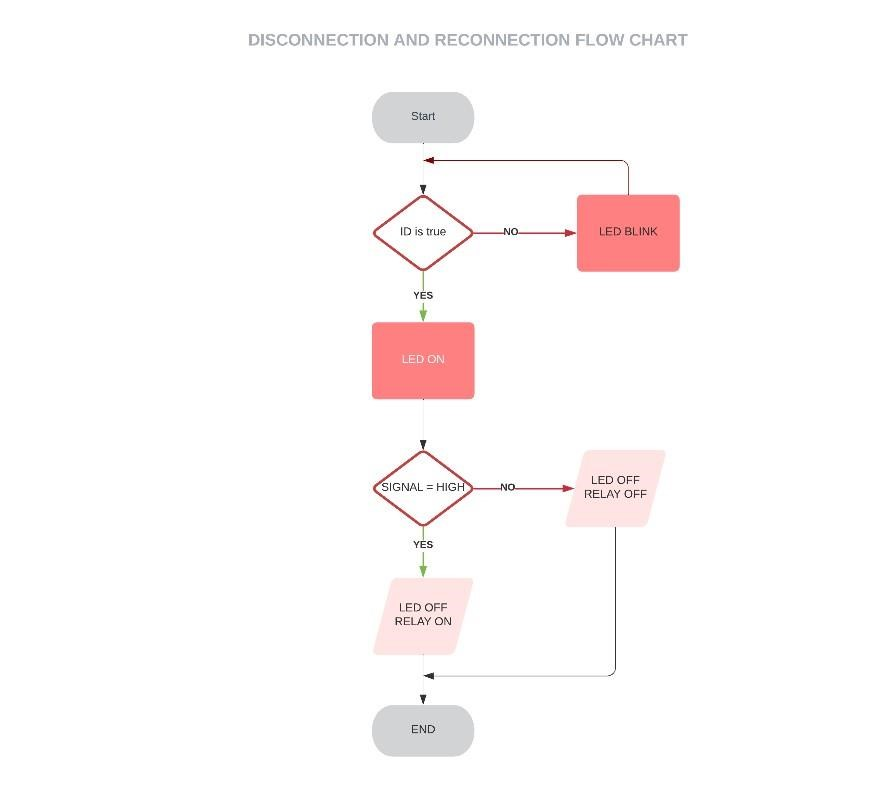 DISCONNECTION AND RECONNECTION FLOW CHART
Start
ID is true
NO
LED BLINK
YES
LED ON
SIGNAL = HIGH
NO
LED OFF
RELAY OFF
YES
LED OFF
RELAY ON
END